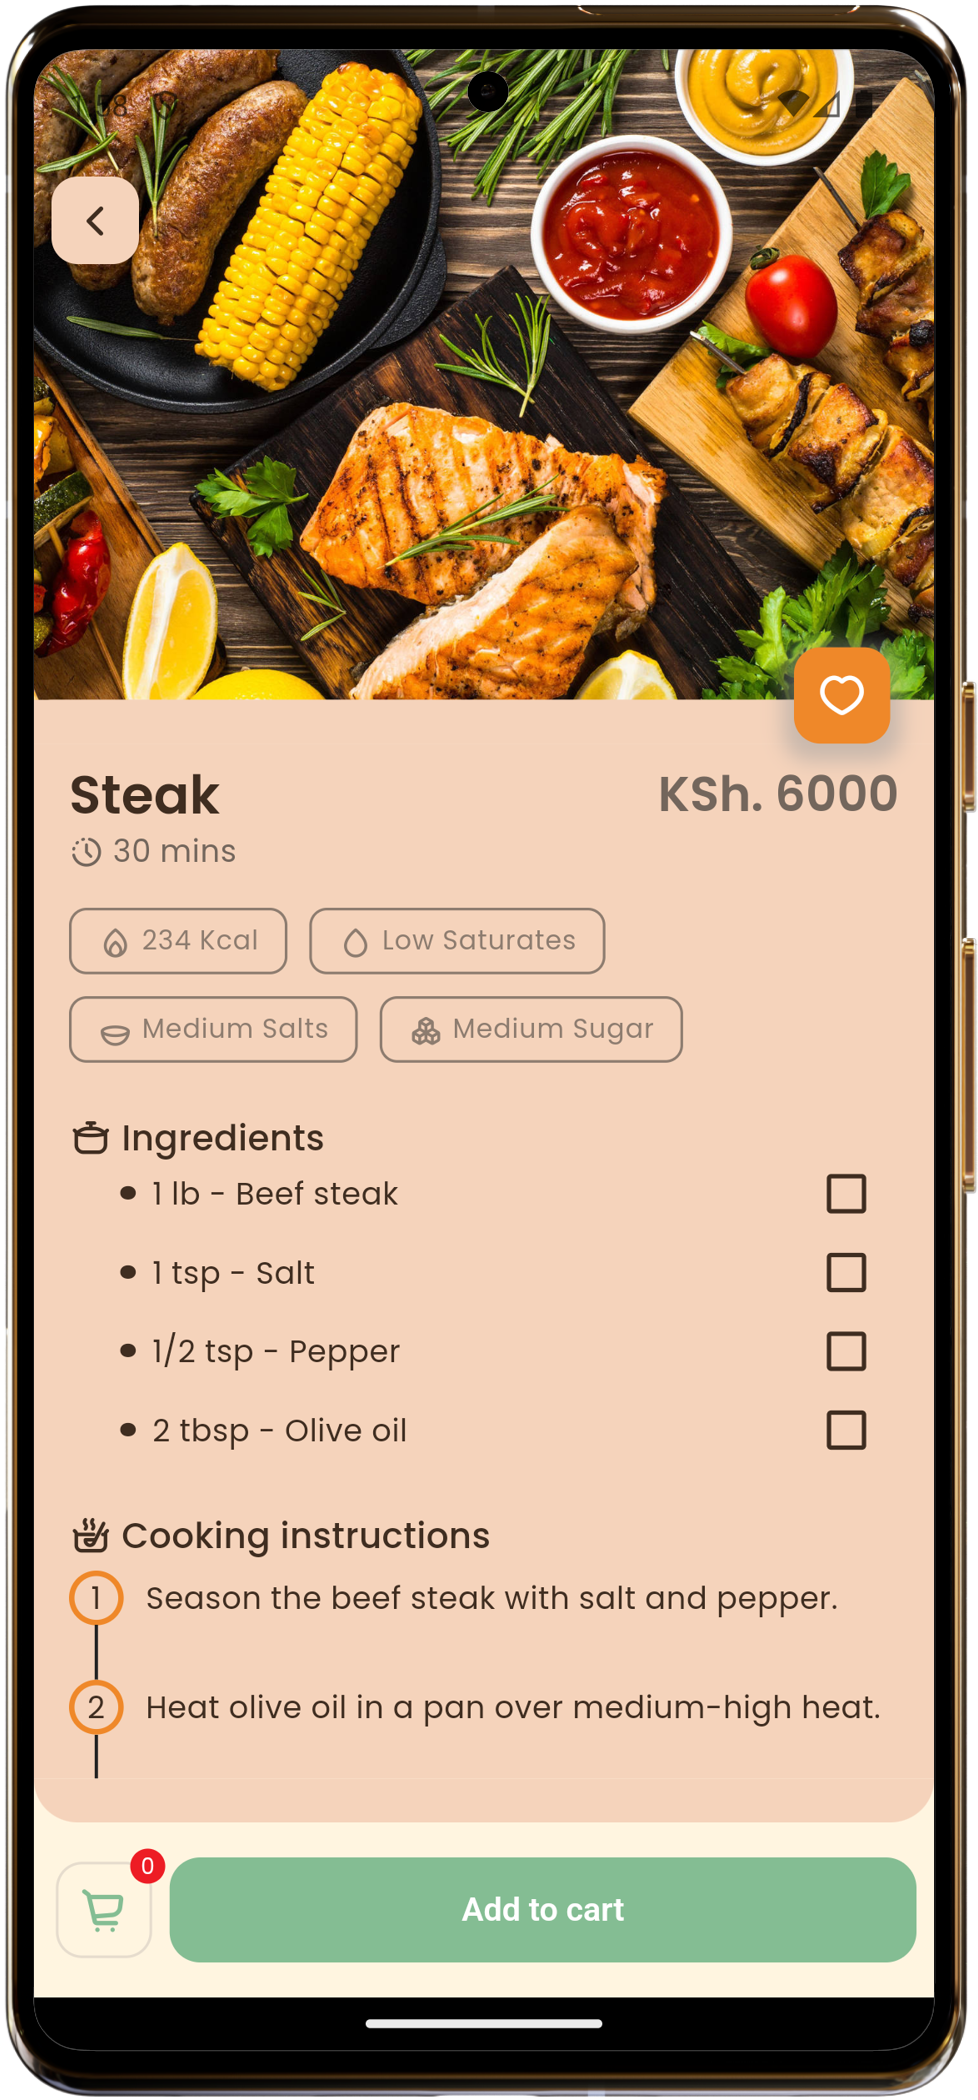 Steak
KSh. 6000
30 mins
234 Kcal
Low Saturates
Medium Salts
Medium Sugar
Ingredients
• 1 lb - Beef steak
• 1 tsp - Salt
• 1/2 tsp - Pepper
• 2 tbsp - Olive oil
Cooking instructions
1 Season the beef steak with salt and pepper.
2 Heat olive oil in a pan over medium-high heat.
0
Add to cart